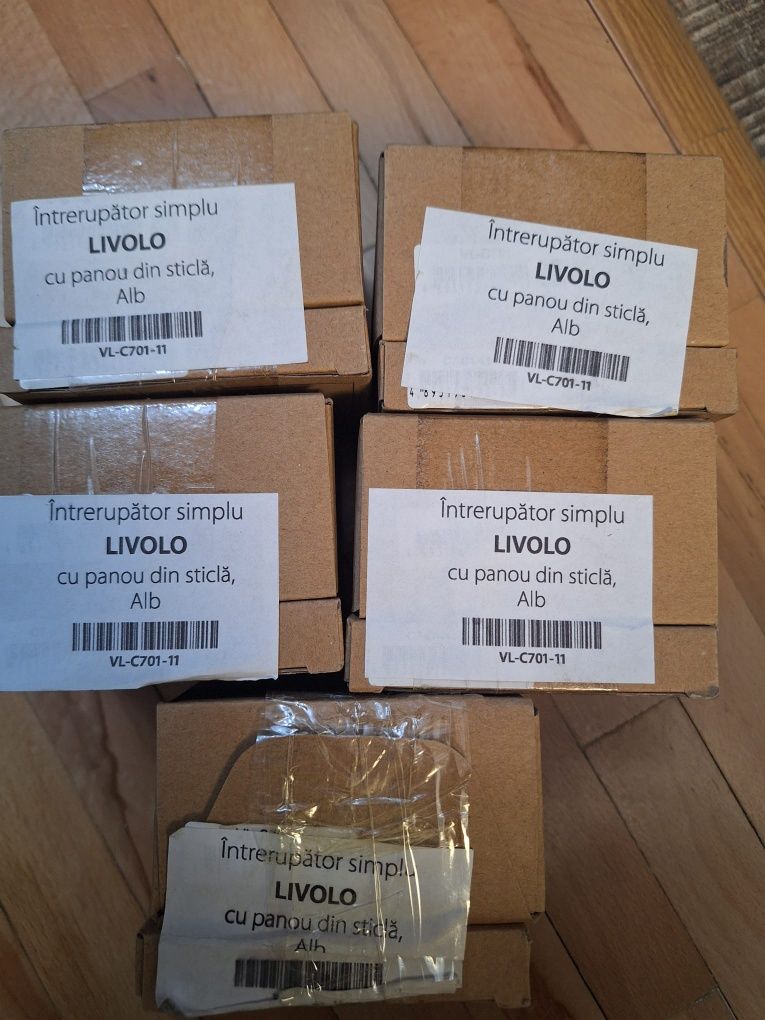 Întrerupător simplu
LIVOLO
cu panou din sticlă,
Alb
VL-C701-11
Întrerupător simplu
LIVOLO
cu panou din sticlă,
Alb
VL-C701-11
Întrerupător simplu
LIVOLO
cu panou din sticlă,
Alb
VL-C701-11
Întrerupător simplu
LIVOLO
cu panou din sticlă,
Alb
VL-C701-11
Întrerupător simplu
LIVOLO
cu panou din sticlă,
Alb